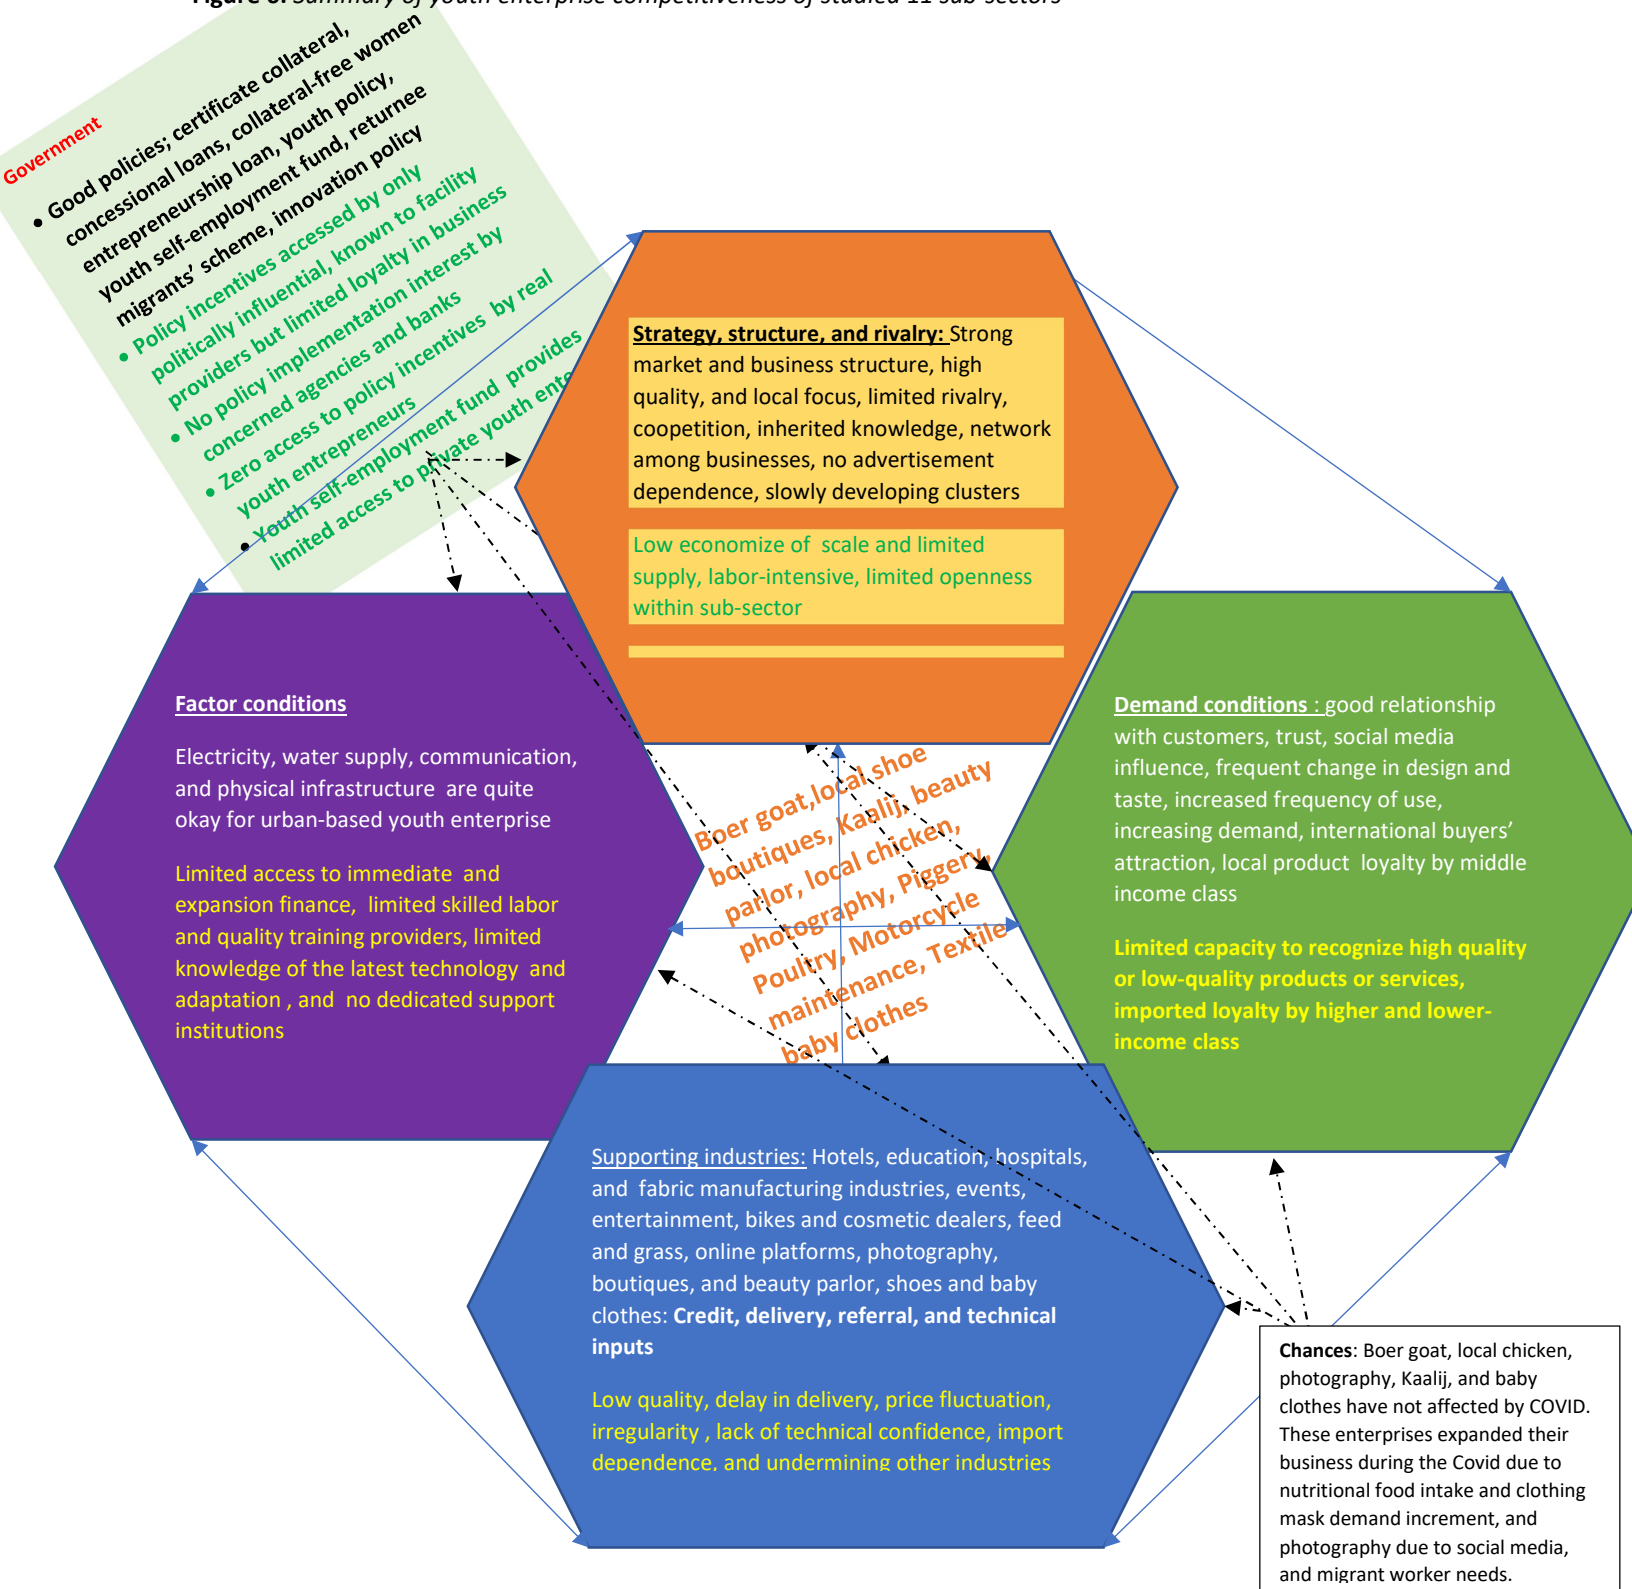 Figure 6: Summary of youth enterprise competitiveness of studied 11 sub-sectors
Government
• Good policies; certificate collateral,
concessional loans, collateral-free women
entrepreneurship loan, youth policy,
youth self-employment fund, returnee
migrants’ scheme, innovation policy
• Policy incentives accessed by only
politically influential, known to facility
providers but limited loyalty in business
• No policy implementation interest by
concerned agencies and banks
• Zero access to policy incentives by real
youth entrepreneurs
• Youth self-employment fund provides
limited access to private youth
Strategy, structure, and rivalry: Strong
market and business structure, high
quality, and local focus, limited rivalry,
coopetition, inherited knowledge, network
among businesses, no advertisement
dependence, slowly developing clusters
Low economize of scale and limited
supply, labor-intensive, limited openness
within sub-sector
Factor conditions
Electricity, water supply, communication,
and physical infrastructure are quite
okay for urban-based youth enterprise
Limited access to immediate and
expansion finance, limited skilled labor
and quality training providers, limited
knowledge of the latest technology and
adaptation , and no dedicated support
institutions
Boer goat,local shoe
boutiques, Kaalij, beauty
parlor, local chicken,
photography, Piggery,
Poultry, Motorcycle
maintenance, Textile
baby clothes
Demand conditions : good relationship
with customers, trust, social media
influence, frequent change in design and
taste, increased frequency of use,
increasing demand, international buyers’
attraction, local product loyalty by middle
income class
Limited capacity to recognize high quality
or low-quality products or services,
imported loyalty by higher and lower-
income class
Supporting industries: Hotels, education, hospitals,
and fabric manufacturing industries, events,
entertainment, bikes and cosmetic dealers, feed
and grass, online platforms, photography,
boutiques, and beauty parlor, shoes and baby
clothes: Credit, delivery, referral, and technical
inputs
Low quality, delay in delivery, price fluctuation,
irregularity , lack of technical confidence, import
dependence, and undermining other industries
Chances: Boer goat, local chicken,
photography, Kaalij, and baby
clothes have not affected by COVID.
These enterprises expanded their
business during the Covid due to
nutritional food intake and clothing
mask demand increment, and
photography due to social media,
and migrant worker needs.